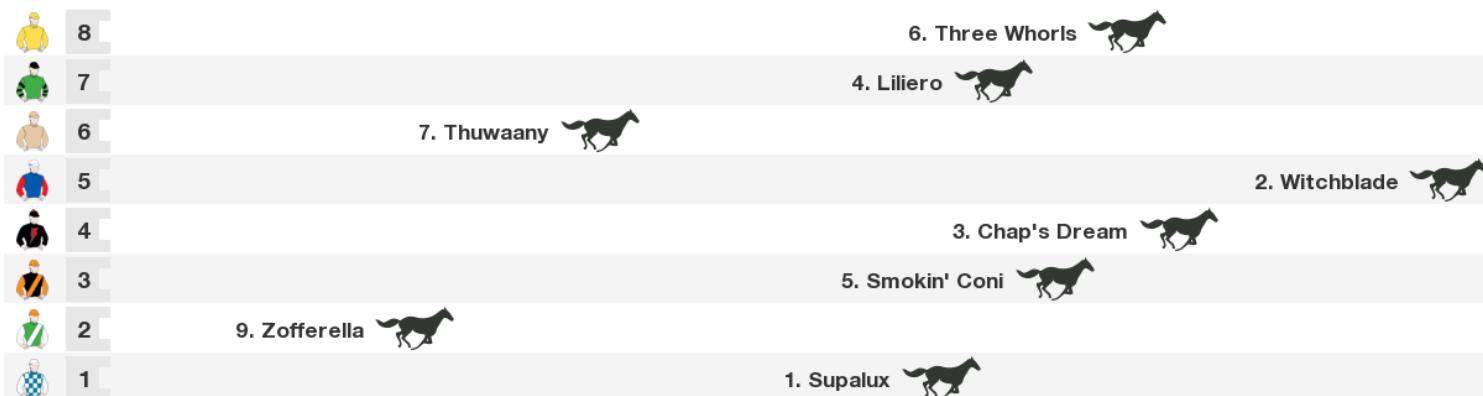 8 6. Three Whorls
7 4. Liliero
6 7. Thuwaany
5 2. Witchblade
4 3. Chap's Dream
3 5. Smokin' Coni
2 9. Zofferella
1 1. Supalux